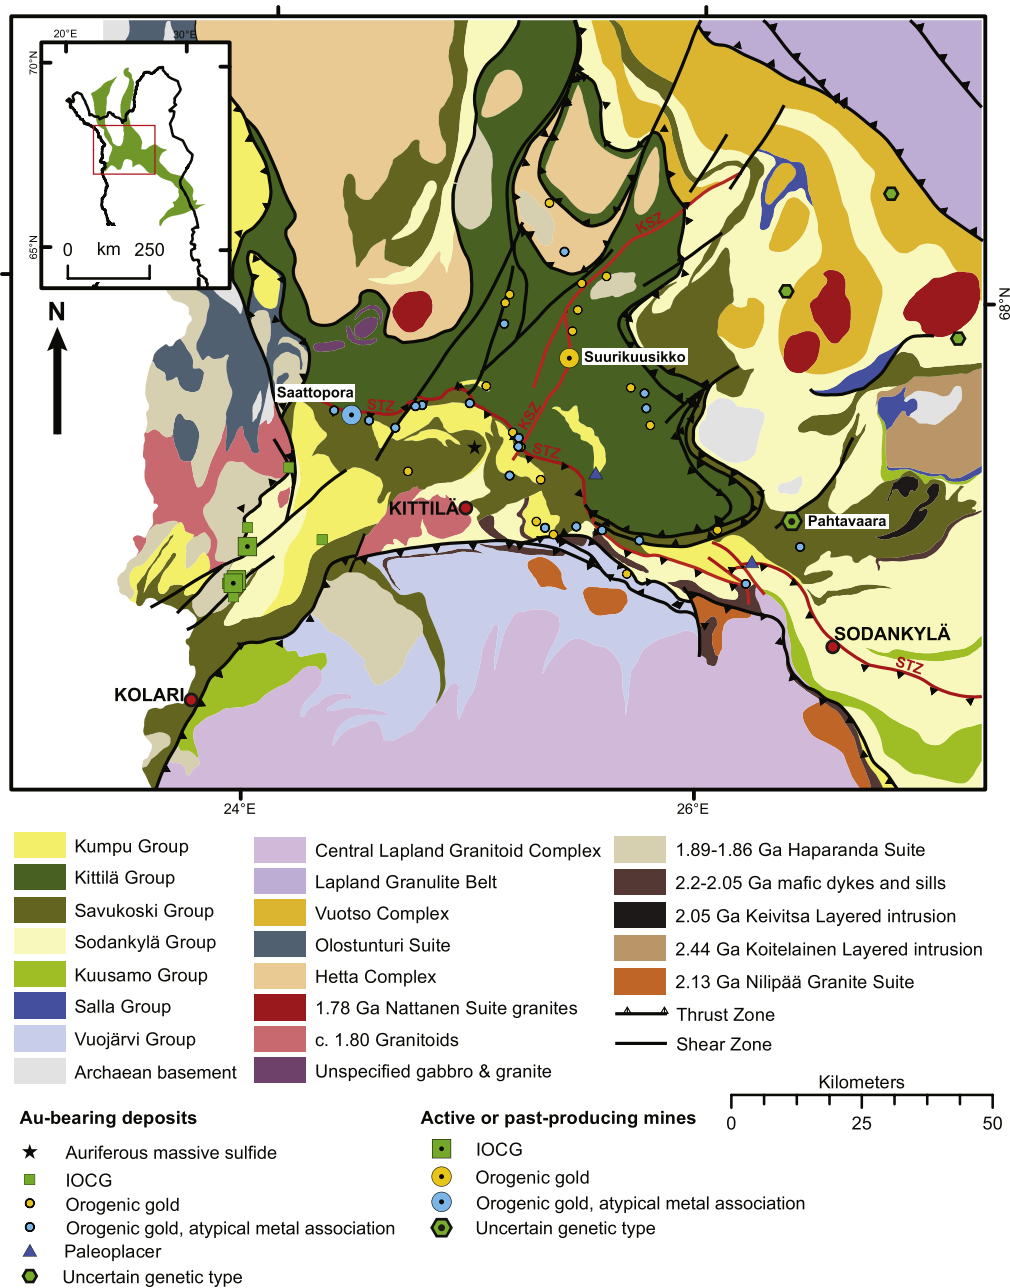 20°E 30°E
70°N
65°N
0 km 250
N
68°N
KSZ
Suurikuusikko
Saattopora
STZ
KSZ
STZ
KITTILÄ
Pahtavaara
SODANKYLÄ
STZ
KOLARI
24°E 26°E
Kumpu Group
Kittilä Group
Savukoski Group
Sodankylä Group
Kuusamo Group
Salla Group
Vuojärvi Group
Archaean basement
Central Lapland Granitoid Complex
Lapland Granulite Belt
Vuotso Complex
Olostunturi Suite
Hetta Complex
1.78 Ga Nattanen Suite granites
c. 1.80 Granitoids
Unspecified gabbro & granite
1.89-1.86 Ga Haparanda Suite
2.2-2.05 Ga mafic dykes and sills
2.05 Ga Keivitsa Layered intrusion
2.44 Ga Koitelainen Layered intrusion
2.13 Ga Nilipää Granite Suite
Thrust Zone
Shear Zone
Kilometers
0 25 50
Au-bearing deposits
Auriferous massive sulfide
IOCG
Orogenic gold
Orogenic gold, atypical metal association
Paleoplacer
Uncertain genetic type
Active or past-producing mines
IOCG
Orogenic gold
Orogenic gold, atypical metal association
Uncertain genetic type